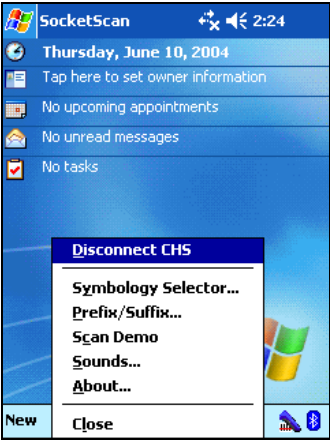 SocketScan 2:24
Thursday, June 10, 2004
Tap here to set owner information
No upcoming appointments
No unread messages
No tasks
Disconnect CHS
Symbology Selector...
Prefix/Suffix...
Scan Demo
Sounds...
About...
New Close